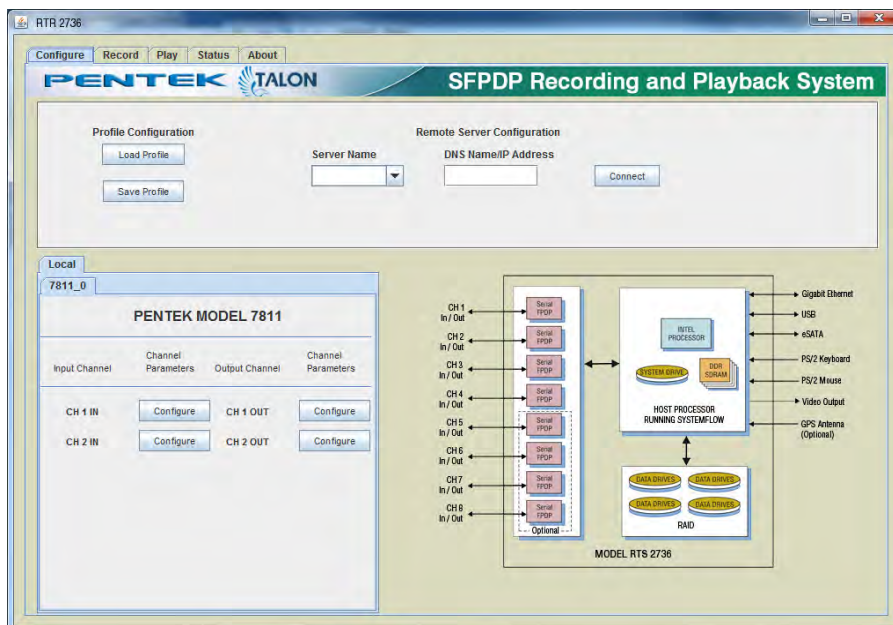 RTR 2736
Configure Record Play Status About
PENTEK TALON SFPDP Recording and Playback System
Profile Configuration
Load Profile
Save Profile
Remote Server Configuration
Server Name
DNS Name/IP Address
Connect
Local
7811_0
PENTEK MODEL 7811
Input Channel
Channel
Parameters
Output Channel
Channel
Parameters
CH 1 IN Configure CH 1 OUT Configure
CH 2 IN Configure CH 2 OUT Configure
CH 1
In / Out
CH 2
In / Out
CH 3
In / Out
CH 4
In / Out
CH 5
In / Out
CH 6
In / Out
CH 7
In / Out
CH 8
In / Out
Serial
FPDP
Serial
FPDP
Serial
FPDP
Serial
FPDP
Serial
FPDP
Serial
FPDP
Serial
FPDP
Serial
FPDP
Optional
INTEL
PROCESSOR
SYSTEM DRIVE
DDR
SDRAM
HOST PROCESSOR
RUNNING SYSTEMFLOW
DATA DRIVES DATA DRIVES
DATA DRIVES DATA DRIVES
RAID
Gigabit Ethernet
USB
eSATA
PS/2 Keyboard
PS/2 Mouse
Video Output
GPS Antenna
(Optional)
MODEL RTS 2736